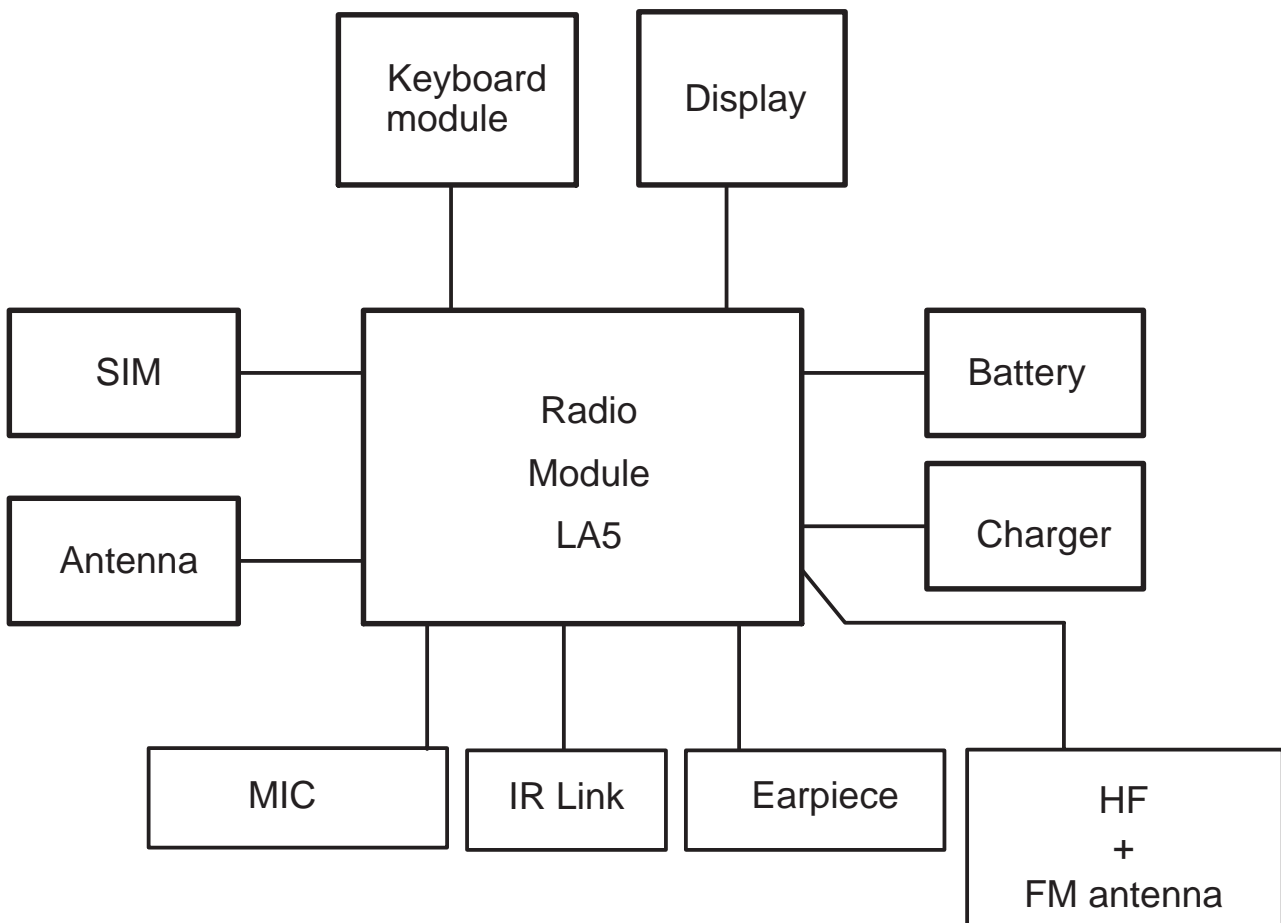 Keyboard
module
Display
SIM
Radio
Module
LA5
Battery
Antenna
Charger
MIC
IR Link
Earpiece
HF
+
FM antenna